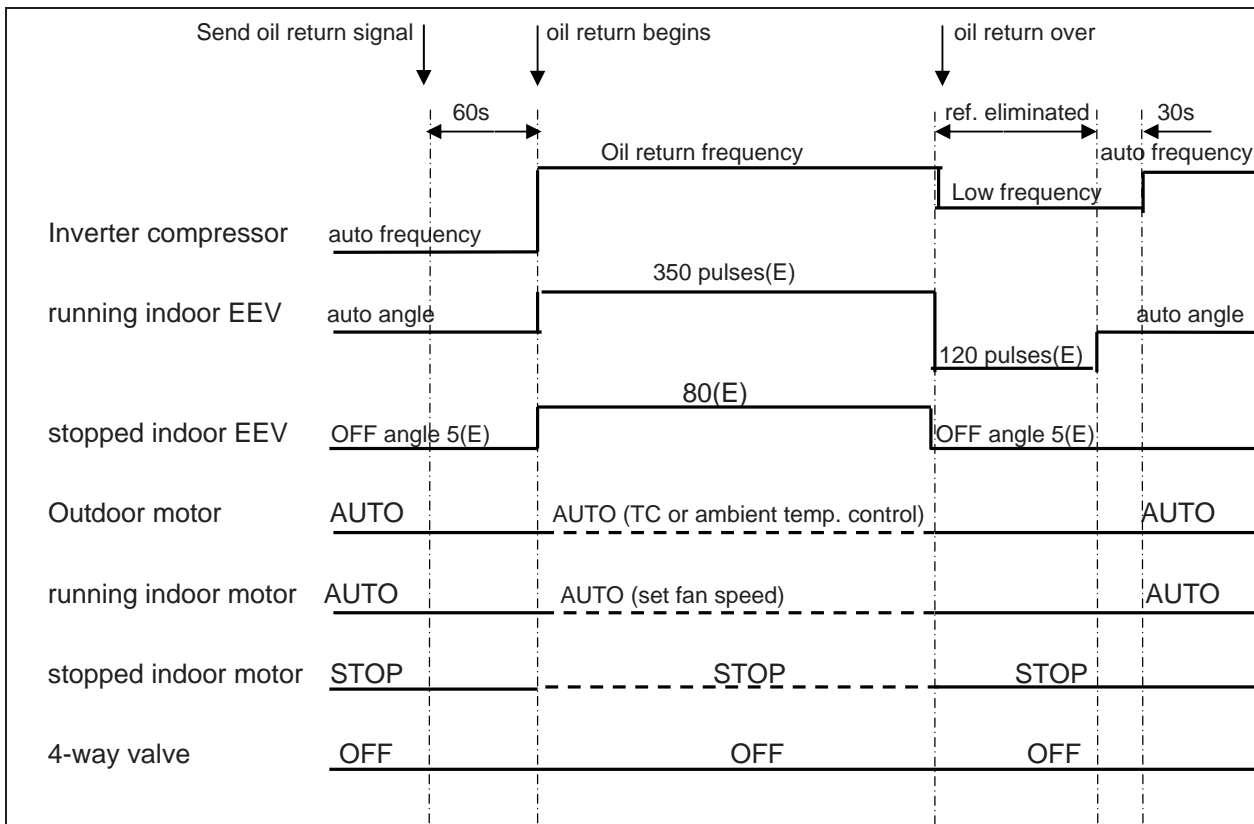 Send oil return signal oil return begins oil return over
60s ref. eliminated 30s
Oil return frequency auto frequency
Low frequency
Inverter compressor auto frequency
350 pulses(E)
running indoor EEV auto angle auto angle
120 pulses(E)
80(E)
stopped indoor EEV OFF angle 5(E) OFF angle 5(E)
Outdoor motor AUTO AUTO (TC or ambient temp. control) AUTO
running indoor motor AUTO AUTO (set fan speed) AUTO
stopped indoor motor STOP STOP STOP
4-way valve OFF OFF OFF